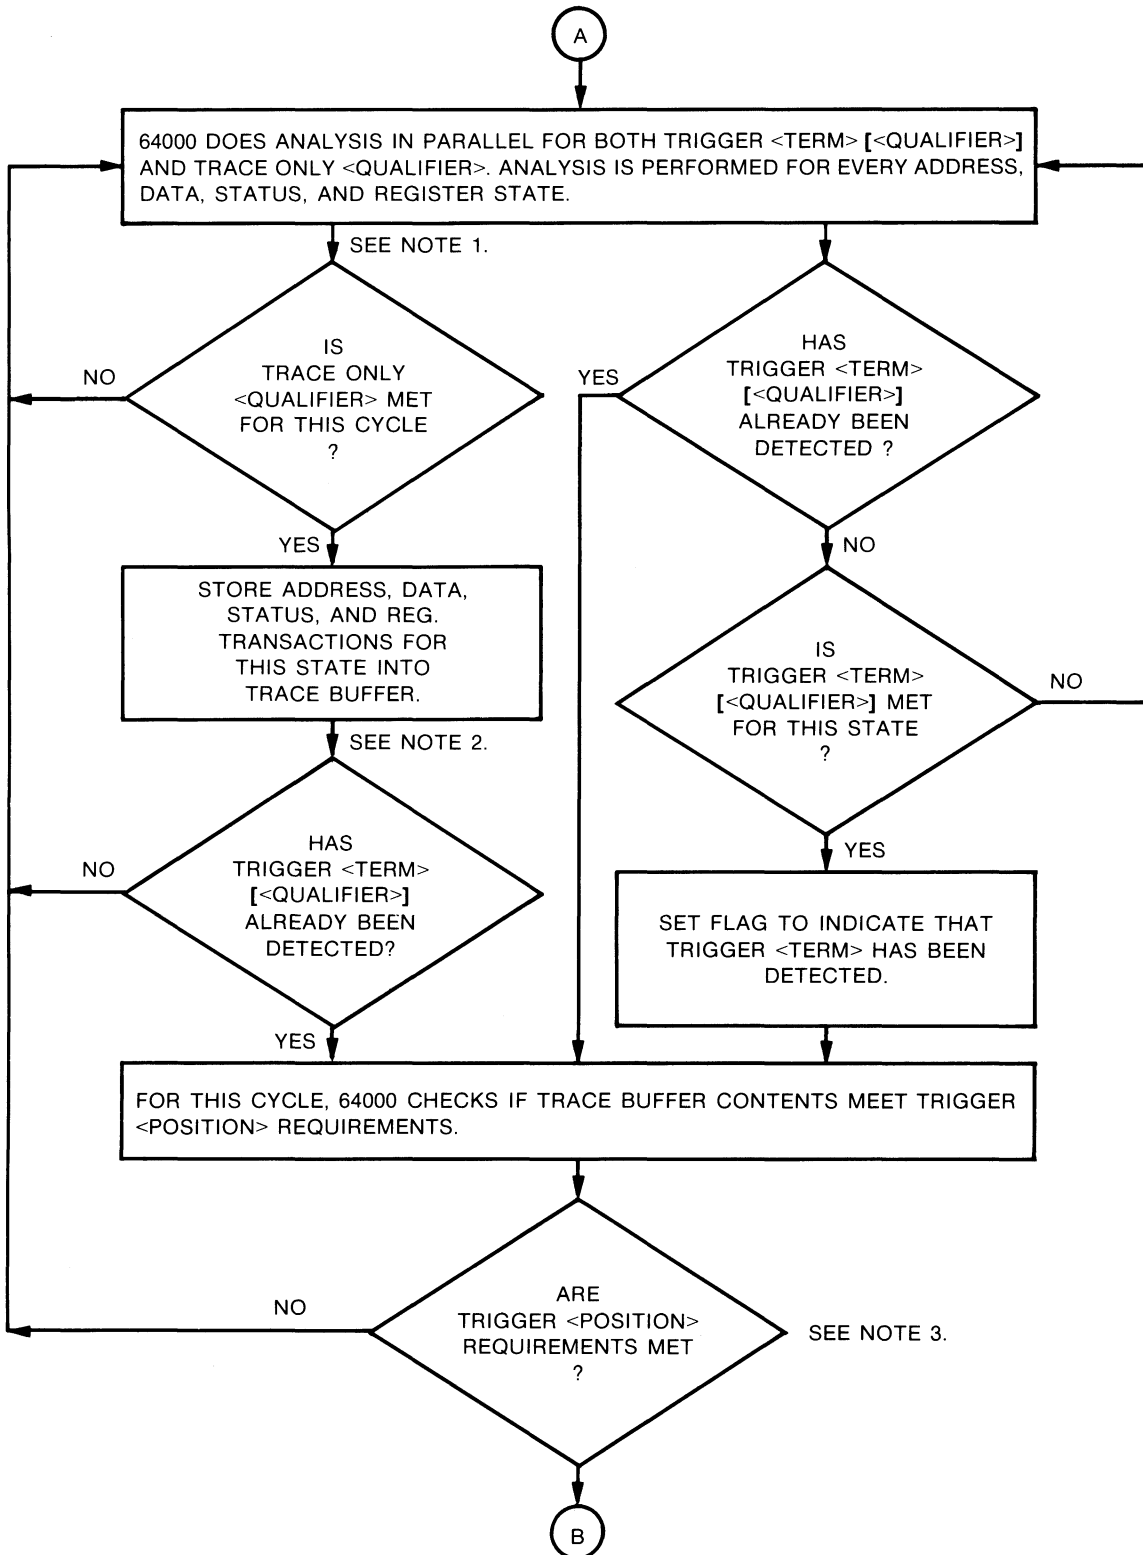 A
64000 DOES ANALYSIS IN PARALLEL FOR BOTH TRIGGER <TERM> [<QUALIFIER>]
AND TRACE ONLY <QUALIFIER>. ANALYSIS IS PERFORMED FOR EVERY ADDRESS,
DATA, STATUS, AND REGISTER STATE.
SEE NOTE 1.
IS
TRACE ONLY
<QUALIFIER> MET
FOR THIS CYCLE
?
NO
YES
HAS
TRIGGER <TERM>
[<QUALIFIER>]
ALREADY BEEN
DETECTED ?
YES
NO
STORE ADDRESS, DATA,
STATUS, AND REG.
TRANSACTIONS FOR
THIS STATE INTO
TRACE BUFFER.
SEE NOTE 2.
IS
TRIGGER <TERM>
[<QUALIFIER>] MET
FOR THIS STATE
?
NO
YES
HAS
TRIGGER <TERM>
[<QUALIFIER>]
ALREADY BEEN
DETECTED?
NO
YES
SET FLAG TO INDICATE THAT
TRIGGER <TERM> HAS BEEN
DETECTED.
FOR THIS CYCLE, 64000 CHECKS IF TRACE BUFFER CONTENTS MEET TRIGGER
<POSITION> REQUIREMENTS.
ARE
TRIGGER <POSITION>
REQUIREMENTS MET
?
NO
SEE NOTE 3.
B